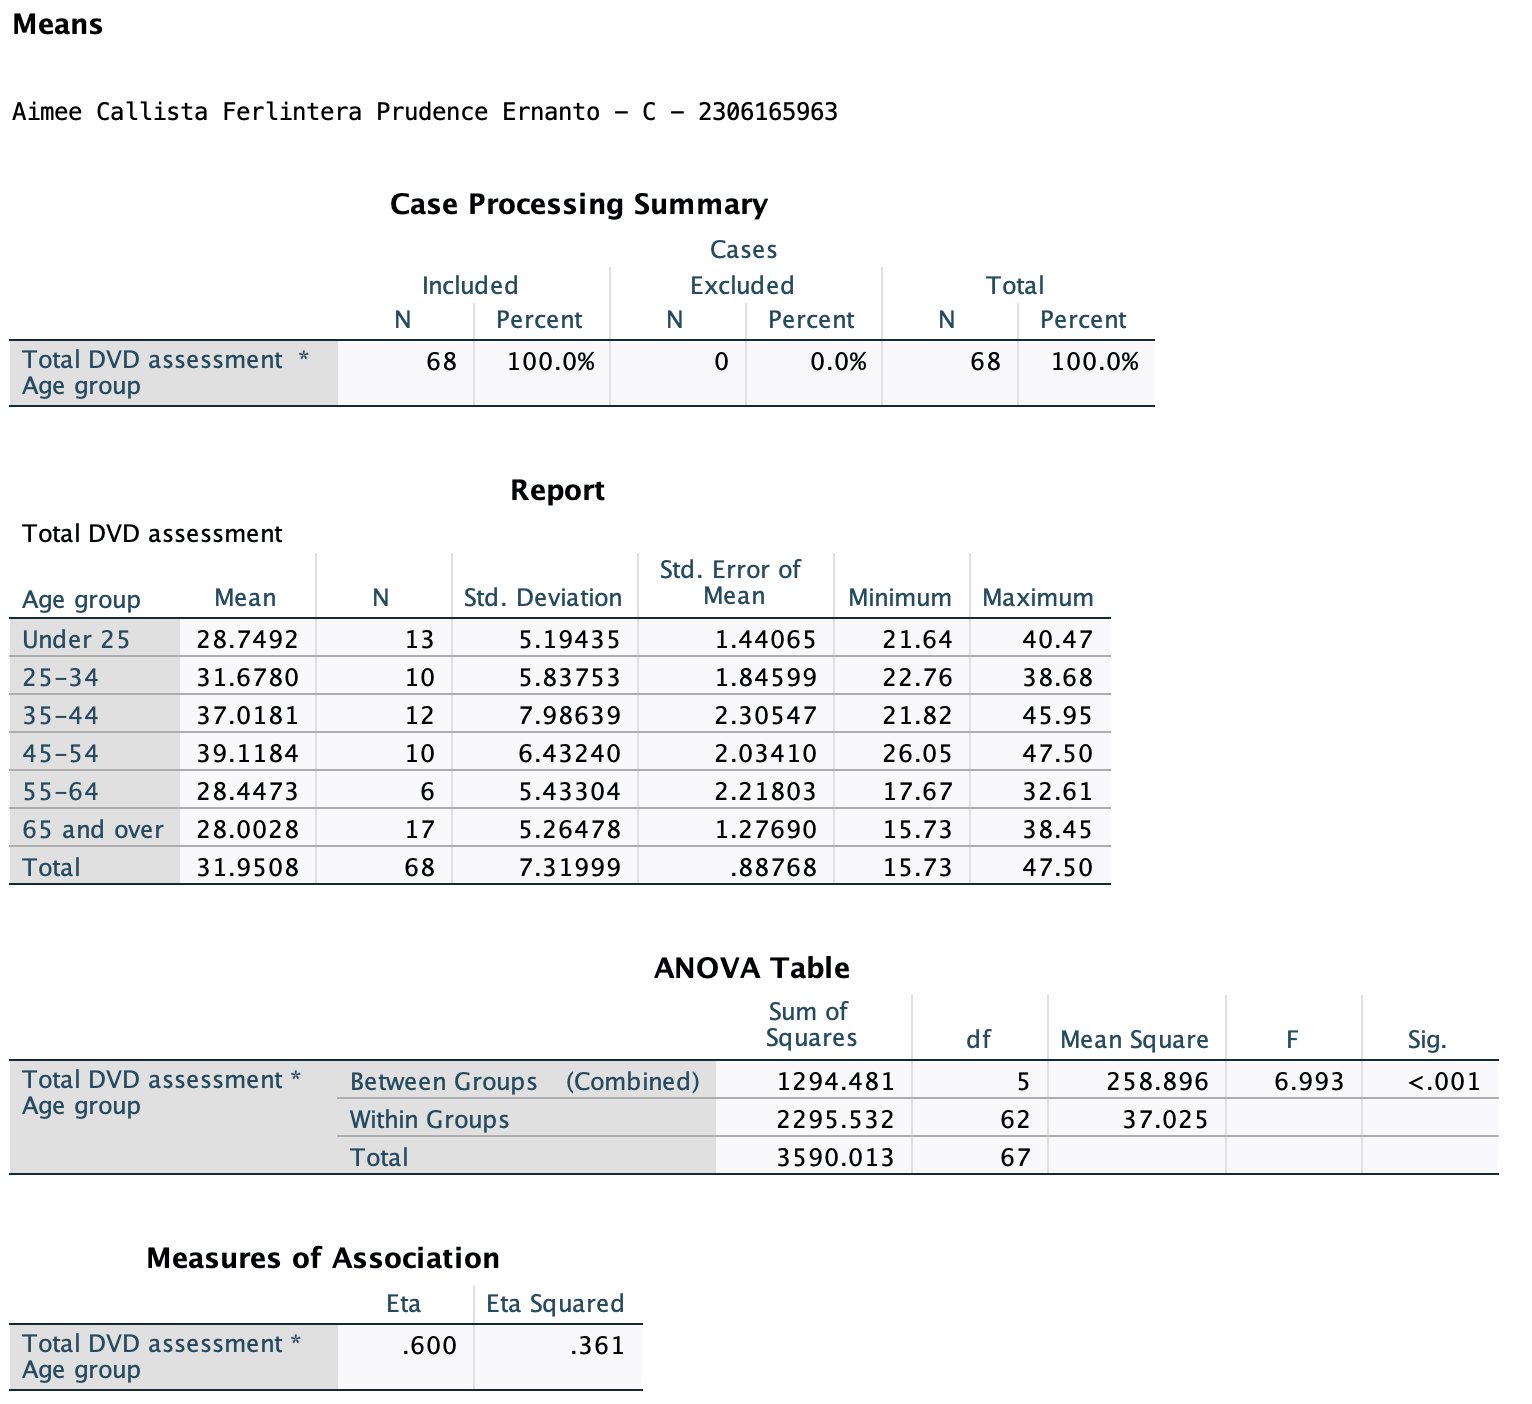 Means
Aimee Callista Ferlintera Prudence Ernanto – C – 2306165963
Case Processing Summary
Cases
Included Excluded Total
N Percent N Percent N Percent
Total DVD assessment * Age group 68 100.0% 0 0.0% 68 100.0%
Report
Total DVD assessment
Age group Mean N Std. Deviation Std. Error of Mean Minimum Maximum
Under 25 28.7492 13 5.19435 1.44065 21.64 40.47
25-34 31.6780 10 5.83753 1.84599 22.76 38.68
35-44 37.0181 12 7.98639 2.30547 21.82 45.95
45-54 39.1184 10 6.43240 2.03410 26.05 47.50
55-64 28.4473 6 5.43304 2.21803 17.67 32.61
65 and over 28.0028 17 5.26478 1.27690 15.73 38.45
Total 31.9508 68 7.31999 .88768 15.73 47.50
ANOVA Table
Sum of Squares df Mean Square F Sig.
Total DVD assessment * Age group Between Groups (Combined) 1294.481 5 258.896 6.993 <.001
Within Groups 2295.532 62 37.025
Total 3590.013 67
Measures of Association
Eta Eta Squared
Total DVD assessment * Age group .600 .361